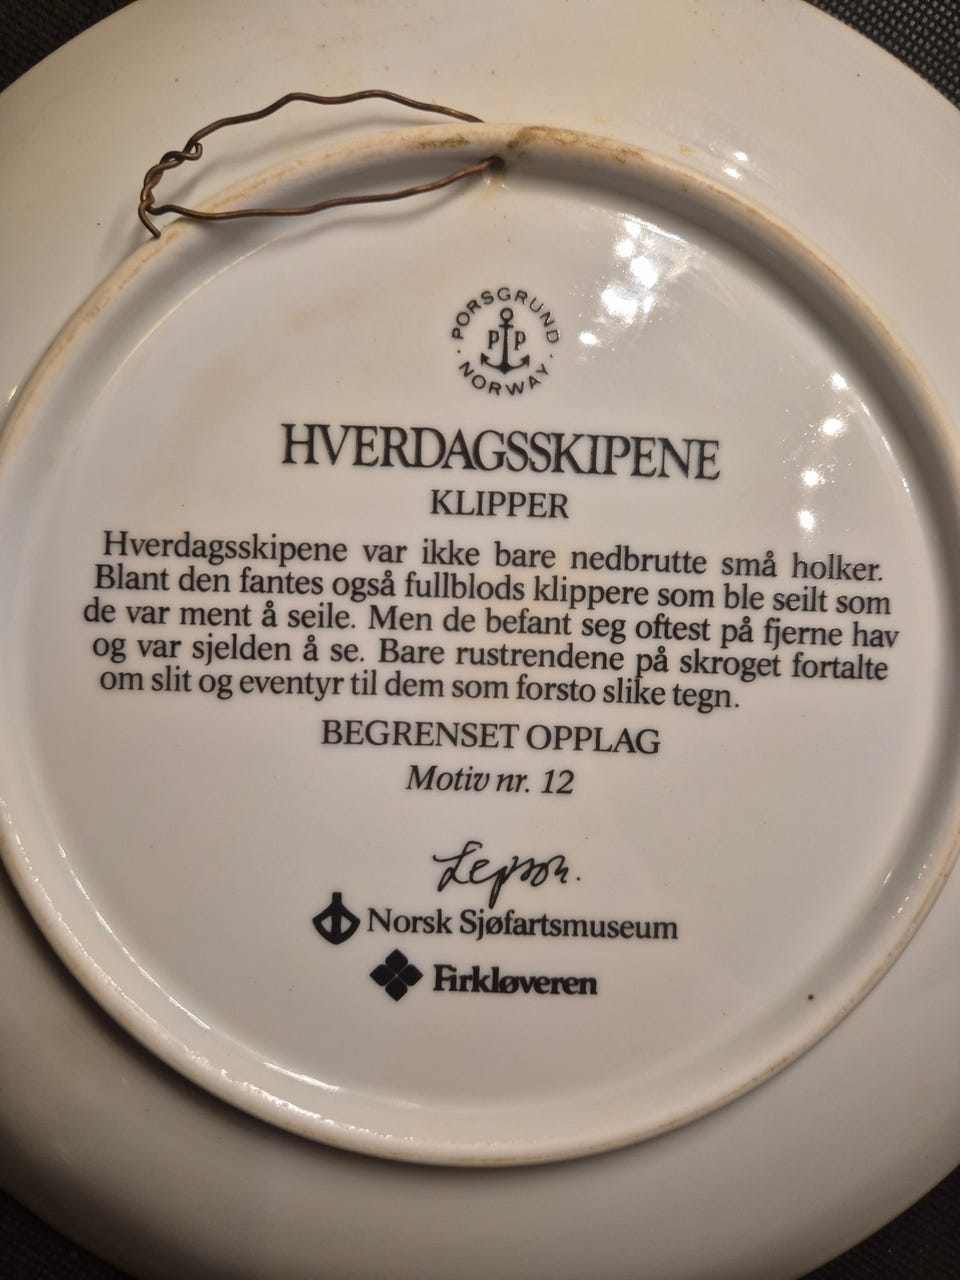 PORSGRUND
P P
NORWAY
HVERDAGSSKIPENE
KLIPPER
Hverdagsskipene var ikke bare nedbrutte små holker.
Blant den fantes også fullblods klippere som ble seilt som
de var ment å seile. Men de befant seg oftest på fjerne hav
og var sjelden å se. Bare rustrendene på skroget fortalte
om slit og eventyr til dem som forsto slike tegn.
BEGRENSET OPPLAG
Motiv nr. 12
Norsk Sjøfartsmuseum
Firkløveren